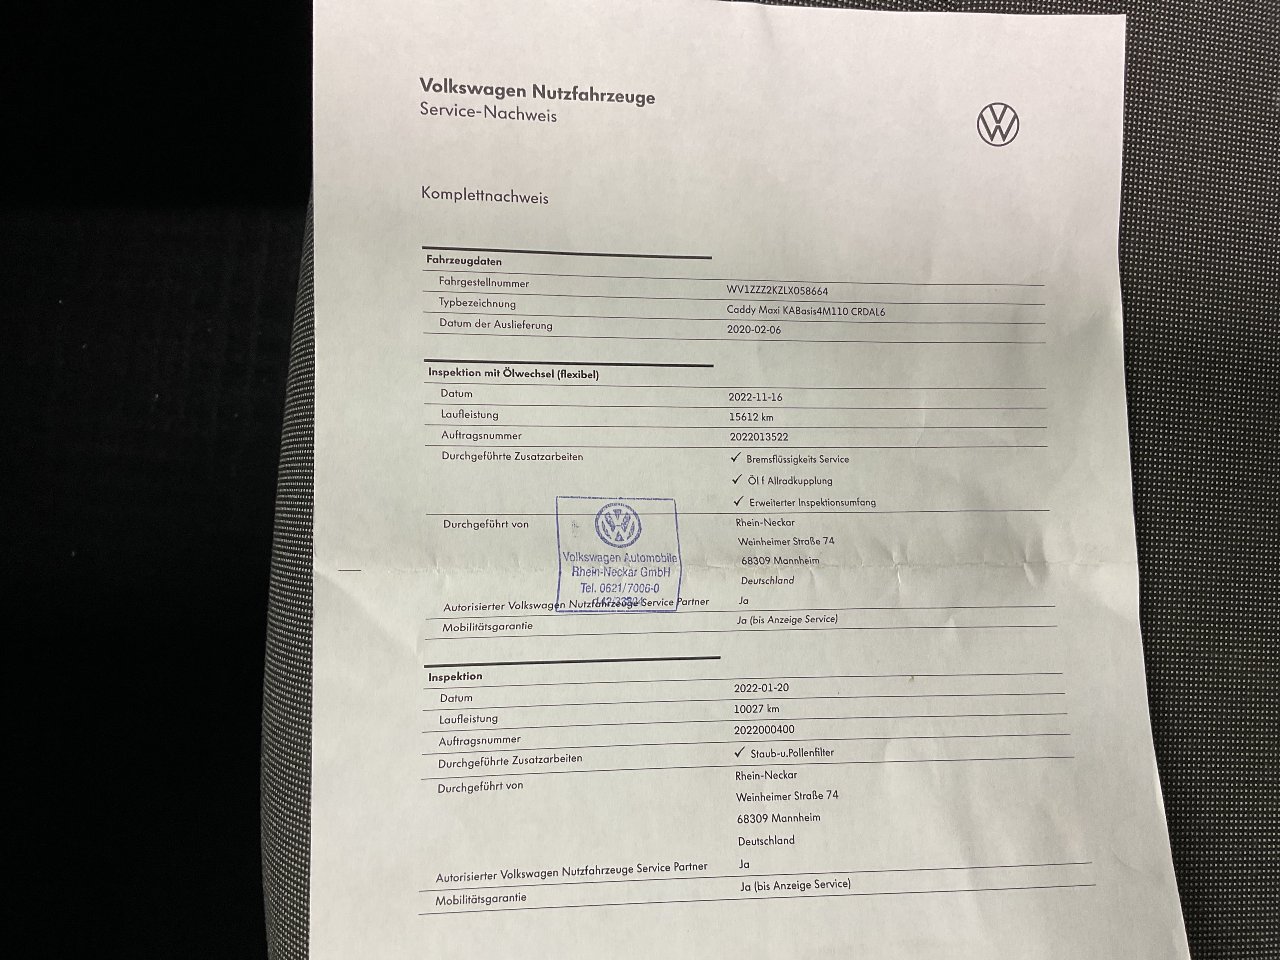 Volkswagen Nutzfahrzeuge
Service-Nachweis
Komplettnachweis
Fahrzeugdaten
Fahrgestellnummer WV1ZZZ2KZLX058664
Typbezeichnung Caddy Maxi KABasis4M110 CRDAL6
Datum der Auslieferung 2020-02-06
Inspektion mit Ölwechsel (flexibel)
Datum 2022-11-16
Laufleistung 15612 km
Auftragsnummer 2022013522
Durchgeführte Zusatzarbeiten ✓ Bremsflüssigkeits Service
✓ Öl f Allradkupplung
✓ Erweiterter Inspektionsumfang
Durchgeführt von Rhein-Neckar
Weinheimer Straße 74
68309 Mannheim
Deutschland
Volkswagen Automobile
Rhein-Neckar GmbH
Tel. 0621/7006-0
Autorisierter Volkswagen Nutzfahrzeuge Service Partner Ja
Mobilitätsgarantie Ja (bis Anzeige Service)
Inspektion
Datum 2022-01-20
Laufleistung 10027 km
Auftragsnummer 2022000400
Durchgeführte Zusatzarbeiten ✓ Staub-u.Pollenfilter
Durchgeführt von Rhein-Neckar
Weinheimer Straße 74
68309 Mannheim
Deutschland
Autorisierter Volkswagen Nutzfahrzeuge Service Partner Ja
Mobilitätsgarantie Ja (bis Anzeige Service)